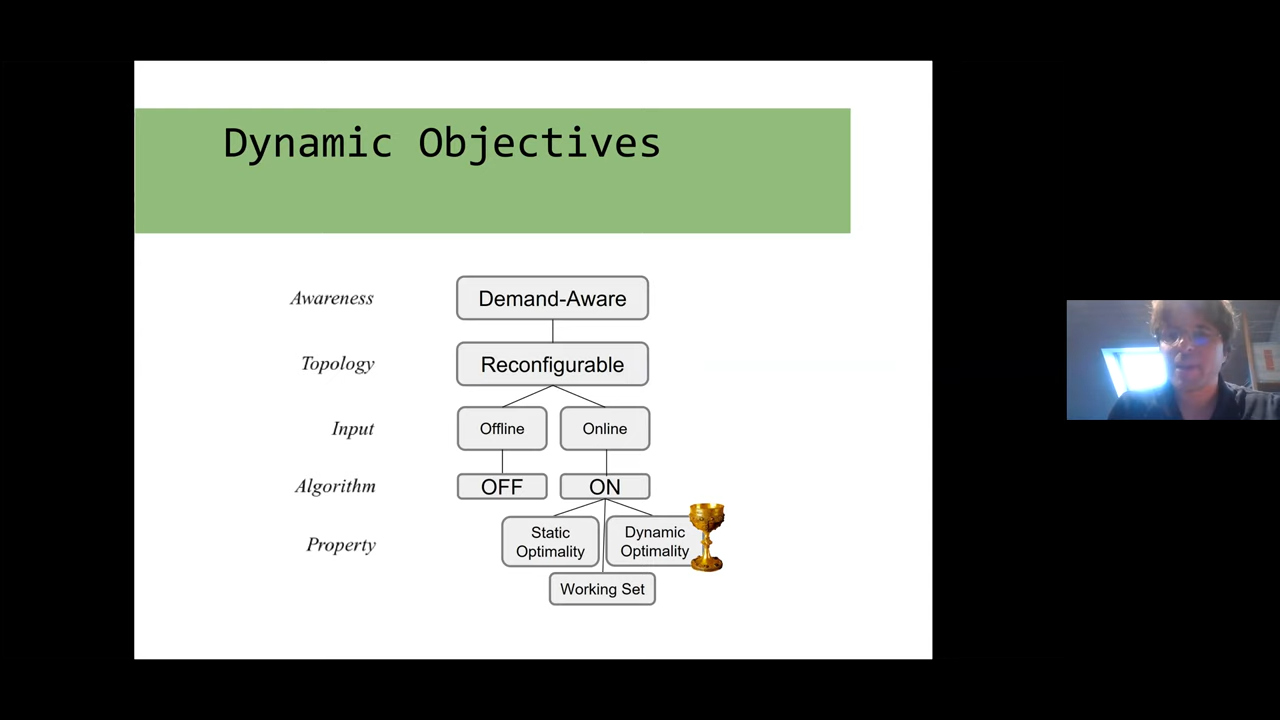 Dynamic Objectives
Awareness
Demand-Aware
Topology
Reconfigurable
Input
Offline
Online
Algorithm
OFF
ON
Property
Static
Optimality
Dynamic
Optimality
Working Set